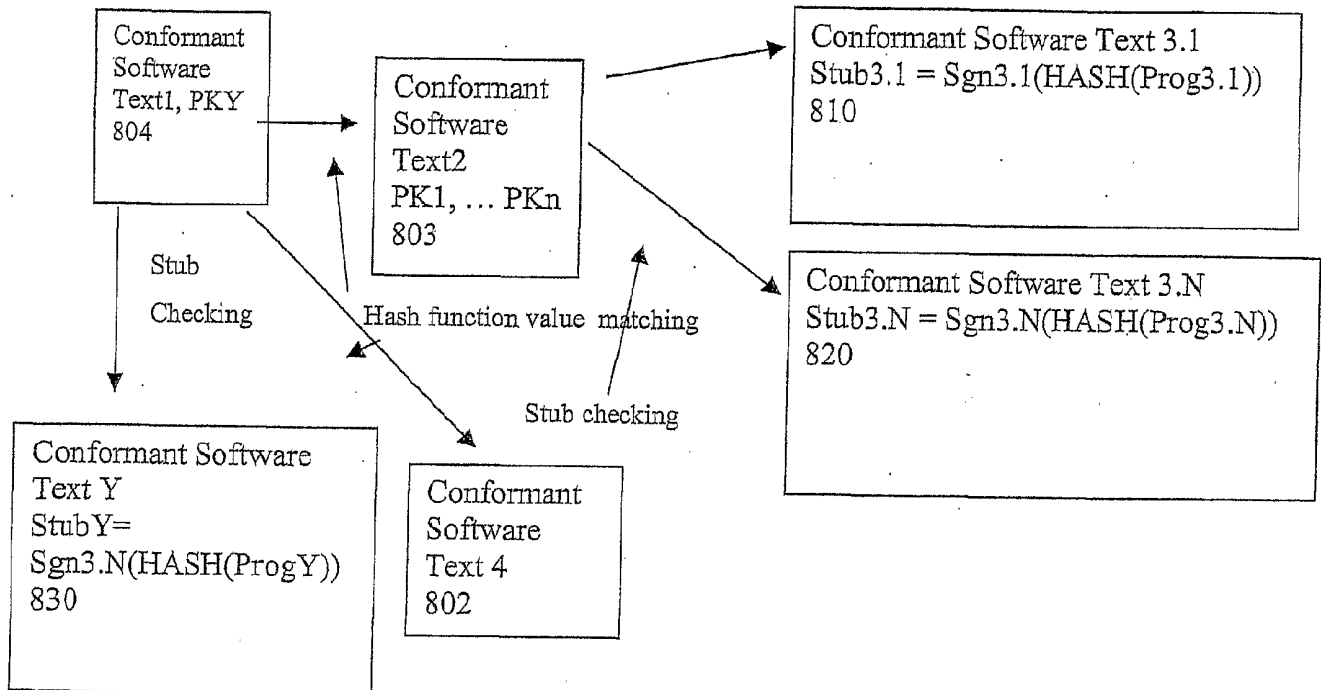 Conformant
Software
Text1, PKY
804
Conformant
Software
Text2
PK1, ... PKn
803
Conformant Software Text 3.1
Stub3.1 = Sgn3.1(HASH(Prog3.1))
810
Conformant Software Text 3.N
Stub3.N = Sgn3.N(HASH(Prog3.N))
820
Stub
Checking
Hash function value matching
Stub checking
Conformant Software
Text Y
StubY=
Sgn3.N(HASH(ProgY))
830
Conformant
Software
Text 4
802